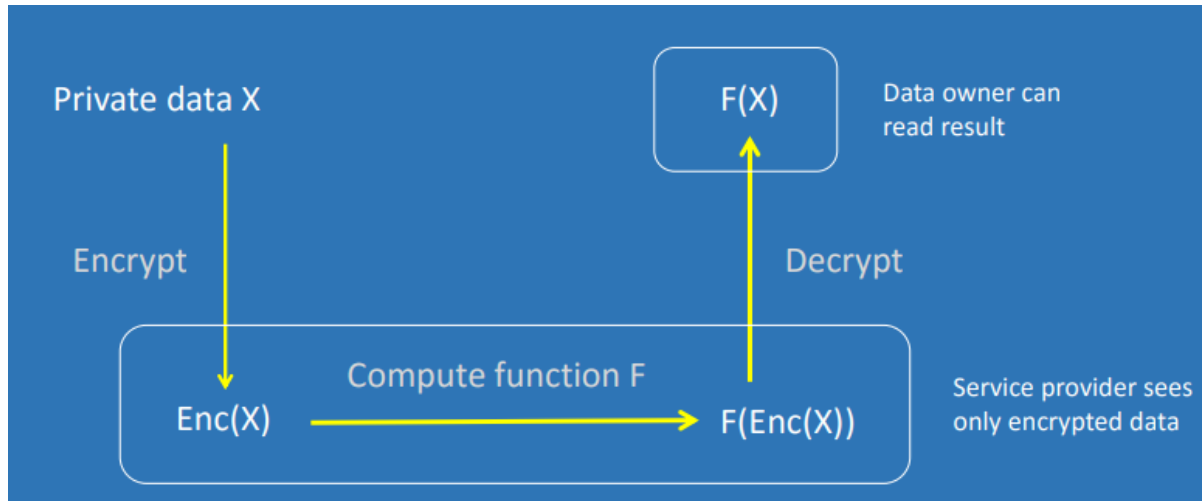 Private data X
F(X)
Data owner can
read result
Encrypt
Decrypt
Compute function F
Enc(X)
F(Enc(X))
Service provider sees
only encrypted data